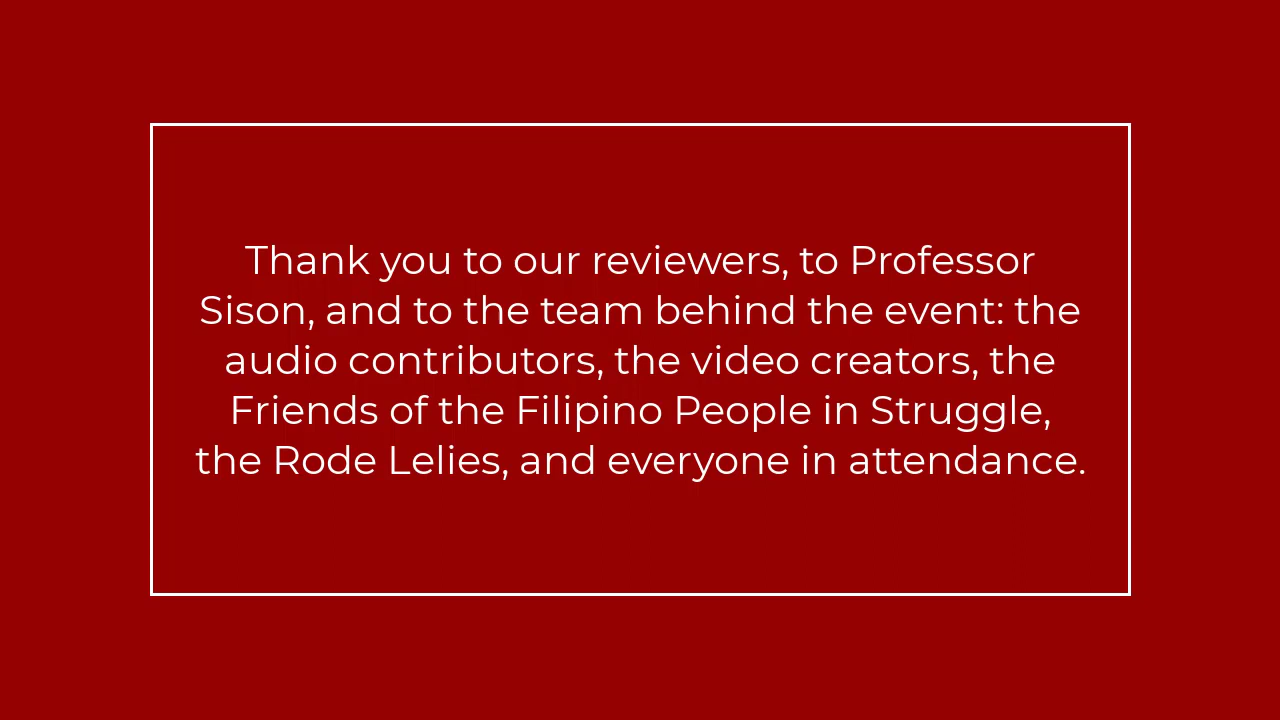 Thank you to our reviewers, to Professor
Sison, and to the team behind the event: the
audio contributors, the video creators, the
Friends of the Filipino People in Struggle,
the Rode Lelies, and everyone in attendance.